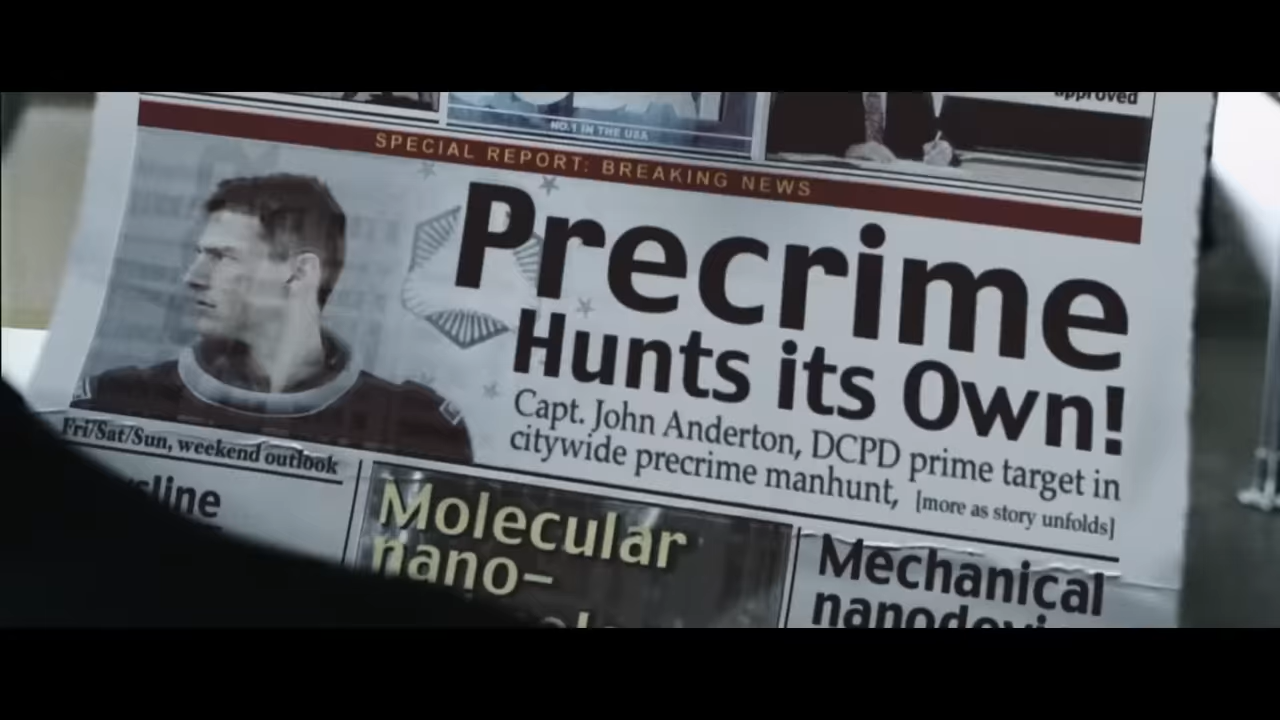 approved
NO.1 IN THE USA
SPECIAL REPORT: BREAKING NEWS
Precrime
Hunts its Own!
Capt. John Anderton, DCPD prime target in
citywide precrime manhunt, [more as story unfolds]
Fri/Sat/Sun, weekend outlook
Molecular
nano–
Mechanical